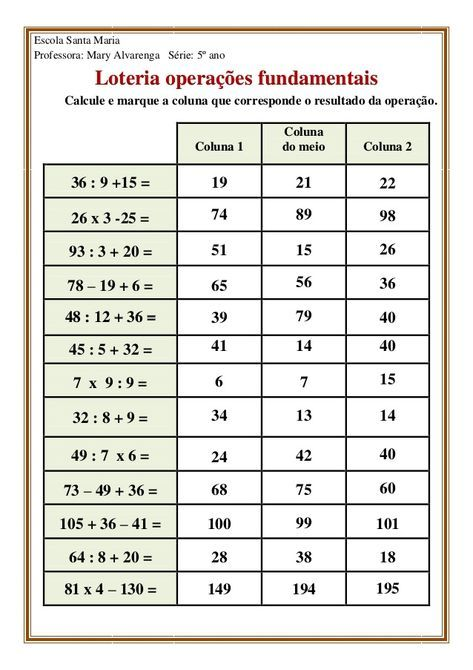 Escola Santa Maria
Professora: Mary Alvarenga Série: 5º ano
Loteria operações fundamentais
Calcule e marque a coluna que corresponde o resultado da operação.
Coluna 1 Coluna do meio Coluna 2
36 : 9 +15 = 19 21 22
26 x 3 -25 = 74 89 98
93 : 3 + 20 = 51 15 26
78 – 19 + 6 = 65 56 36
48 : 12 + 36 = 39 79 40
45 : 5 + 32 = 41 14 40
7 x 9 : 9 = 6 7 15
32 : 8 + 9 = 34 13 14
49 : 7 x 6 = 24 42 40
73 – 49 + 36 = 68 75 60
105 + 36 – 41 = 100 99 101
64 : 8 + 20 = 28 38 18
81 x 4 – 130 = 149 194 195